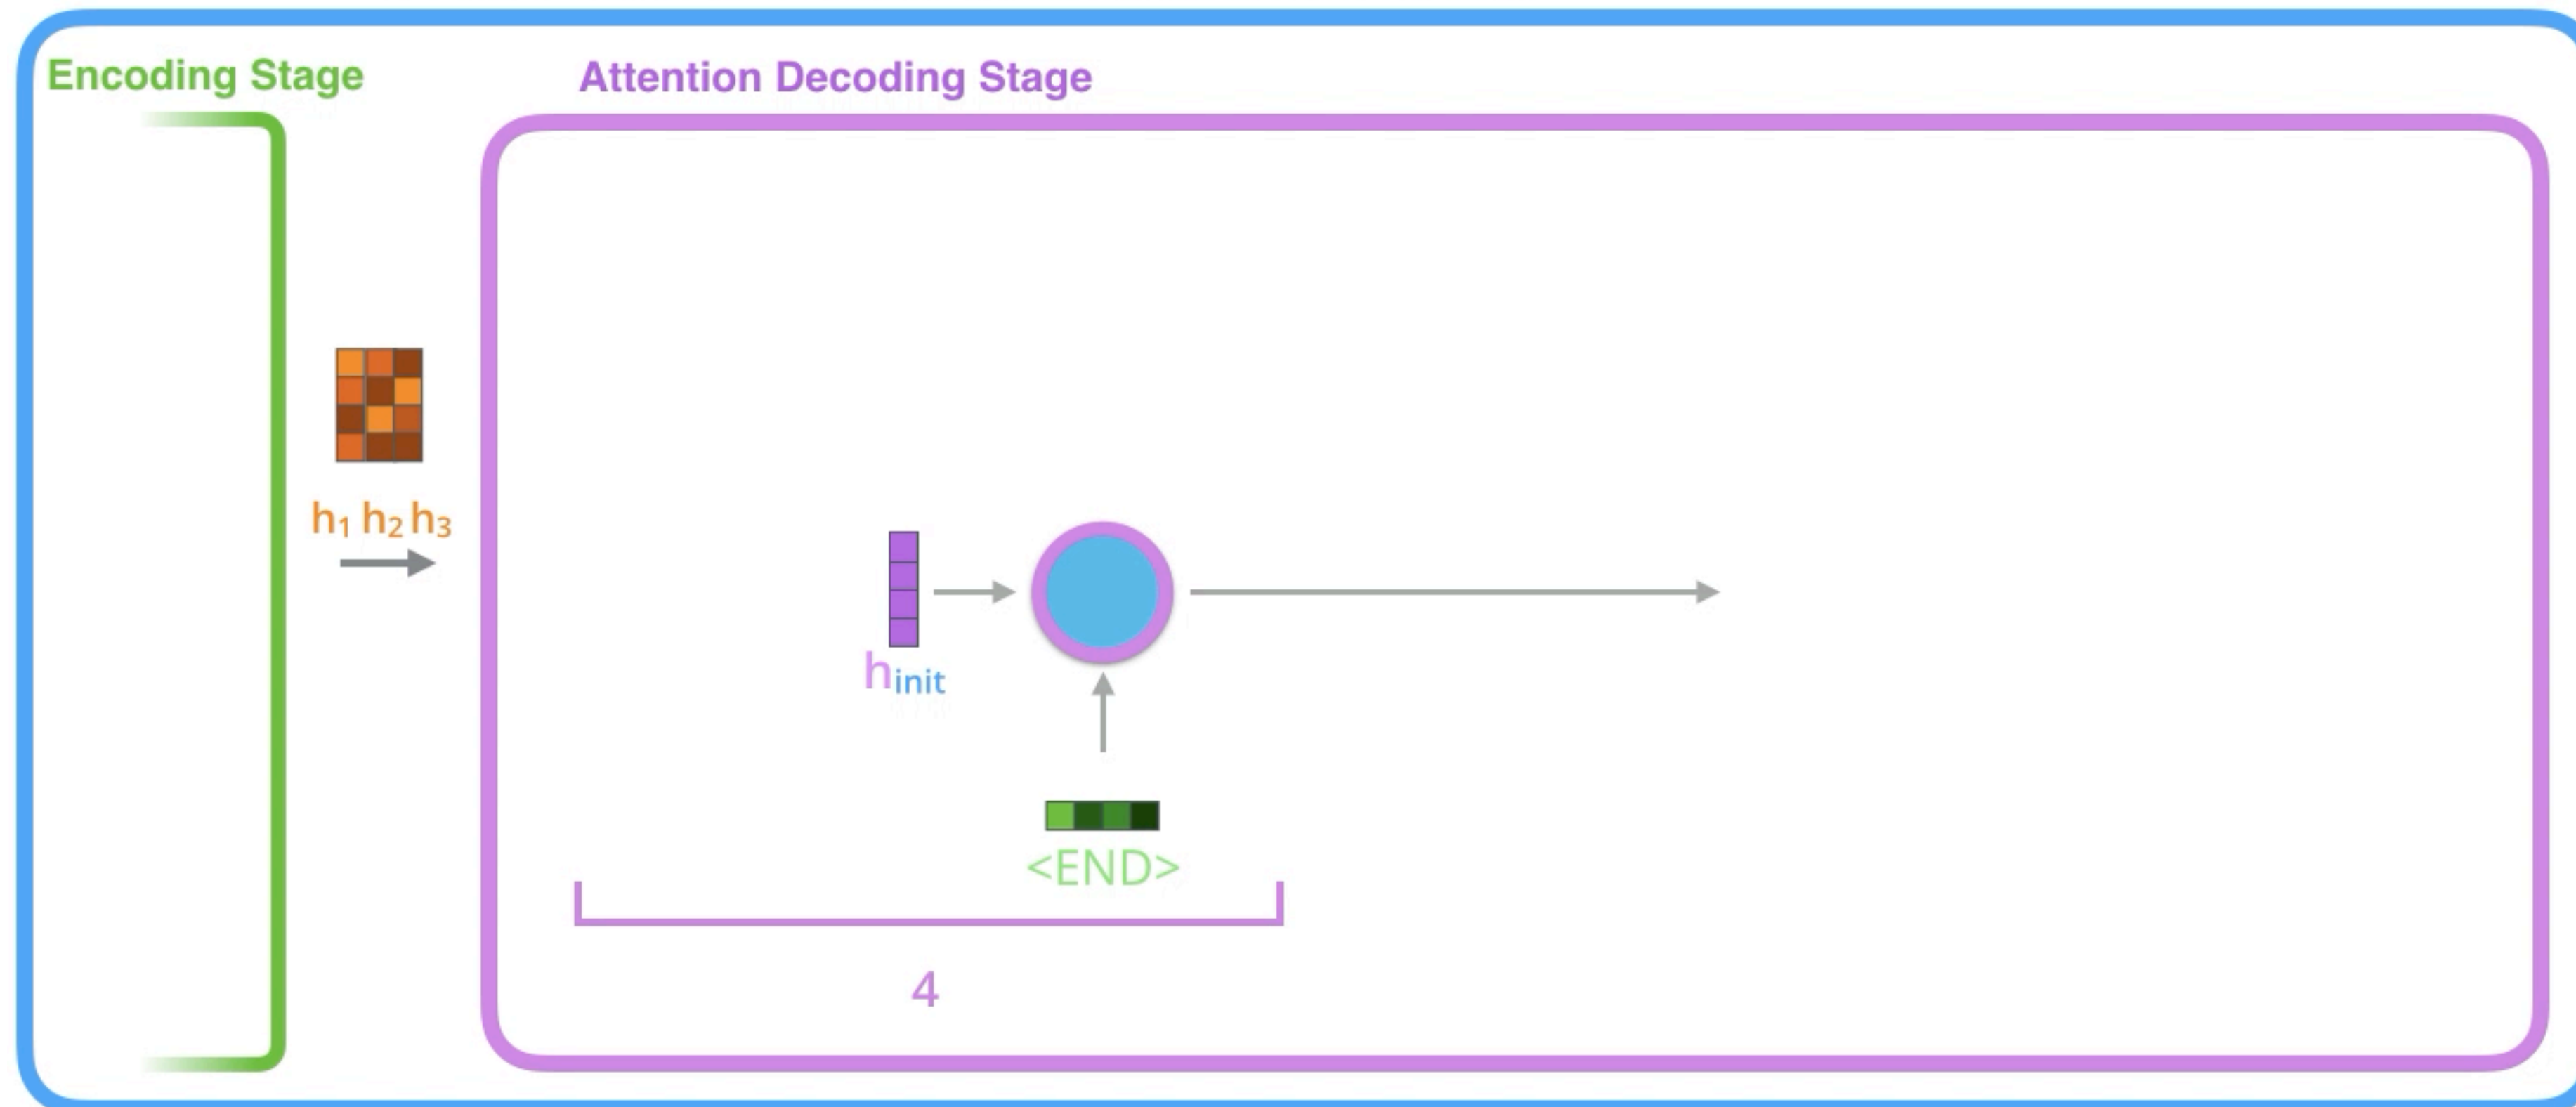 Encoding Stage
Attention Decoding Stage
h₁ h₂ h₃
hinit
<END>
4